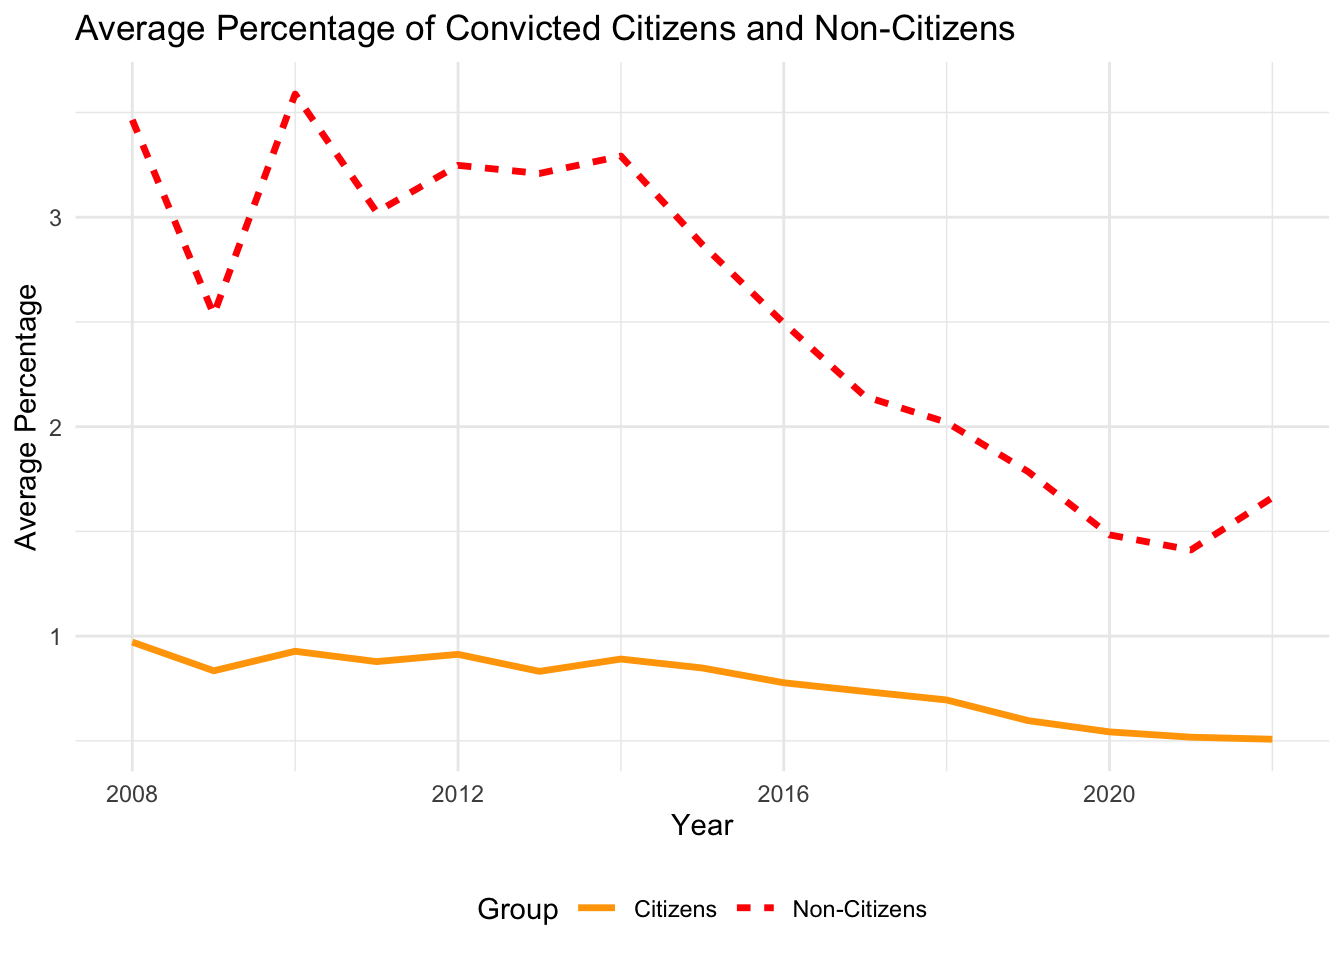 Average Percentage of Convicted Citizens and Non-Citizens
Average Percentage
3
2
1
2008 2012 2016 2020
Year
Group Citizens Non-Citizens